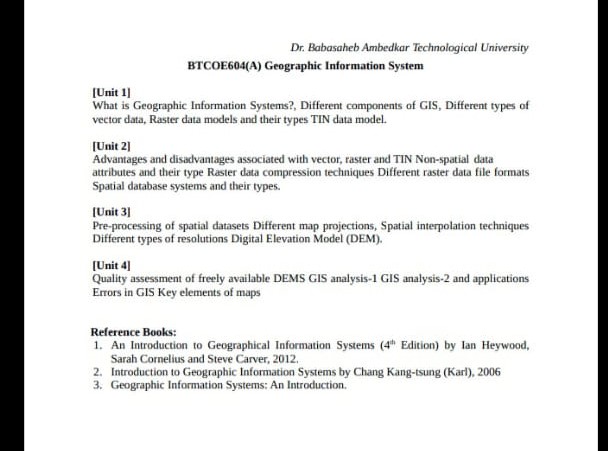 Dr. Babasaheb Ambedkar Technological University
BTCOE604(A) Geographic Information System
[Unit 1]
What is Geographic Information Systems?, Different components of GIS, Different types of
vector data, Raster data models and their types TIN data model.
[Unit 2]
Advantages and disadvantages associated with vector, raster and TIN Non-spatial data
attributes and their type Raster data compression techniques Different raster data file formats
Spatial database systems and their types.
[Unit 3]
Pre-processing of spatial datasets Different map projections, Spatial interpolation techniques
Different types of resolutions Digital Elevation Model (DEM).
[Unit 4]
Quality assessment of freely available DEMS GIS analysis-1 GIS analysis-2 and applications
Errors in GIS Key elements of maps
Reference Books:
1. An Introduction to Geographical Information Systems (4th Edition) by Ian Heywood,
Sarah Cornelius and Steve Carver, 2012.
2. Introduction to Geographic Information Systems by Chang Kang-tsung (Karl), 2006
3. Geographic Information Systems: An Introduction.